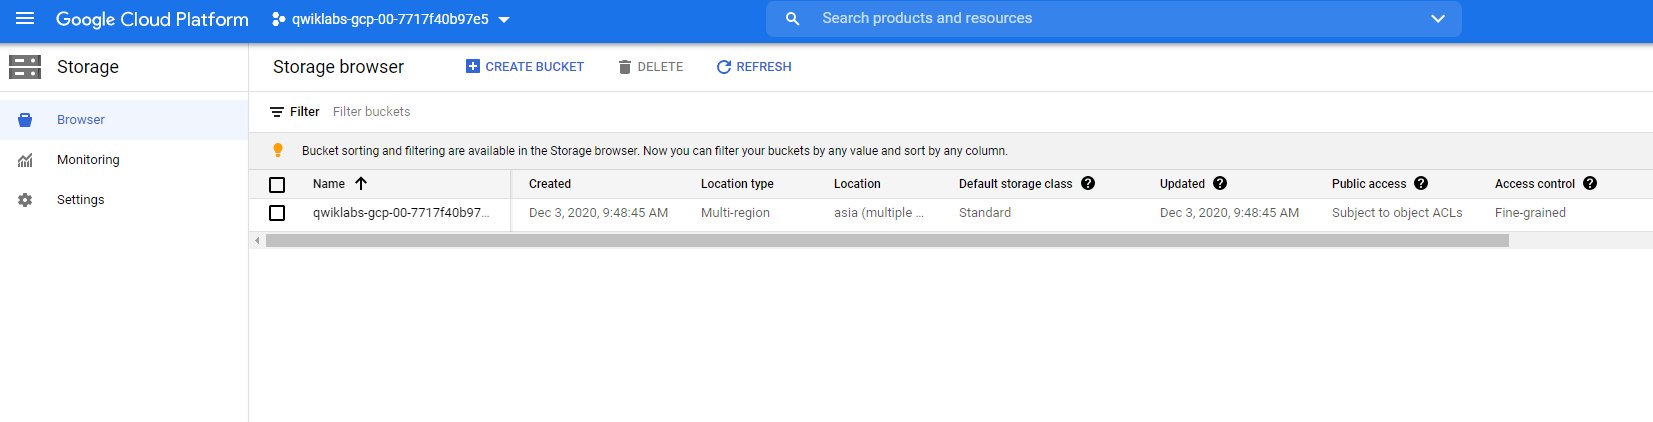 Google Cloud Platform qwiklabs-gcp-00-7717f40b97e5 Search products and resources
Storage Storage browser CREATE BUCKET DELETE REFRESH
Browser
Monitoring
Settings
Filter Filter buckets
Bucket sorting and filtering are available in the Storage browser. Now you can filter your buckets by any value and sort by any column.
Name Created Location type Location Default storage class Updated Public access Access control
qwiklabs-gcp-00-7717f40b97... Dec 3, 2020, 9:48:45 AM Multi-region asia (multiple ... Standard Dec 3, 2020, 9:48:45 AM Subject to object ACLs Fine-grained